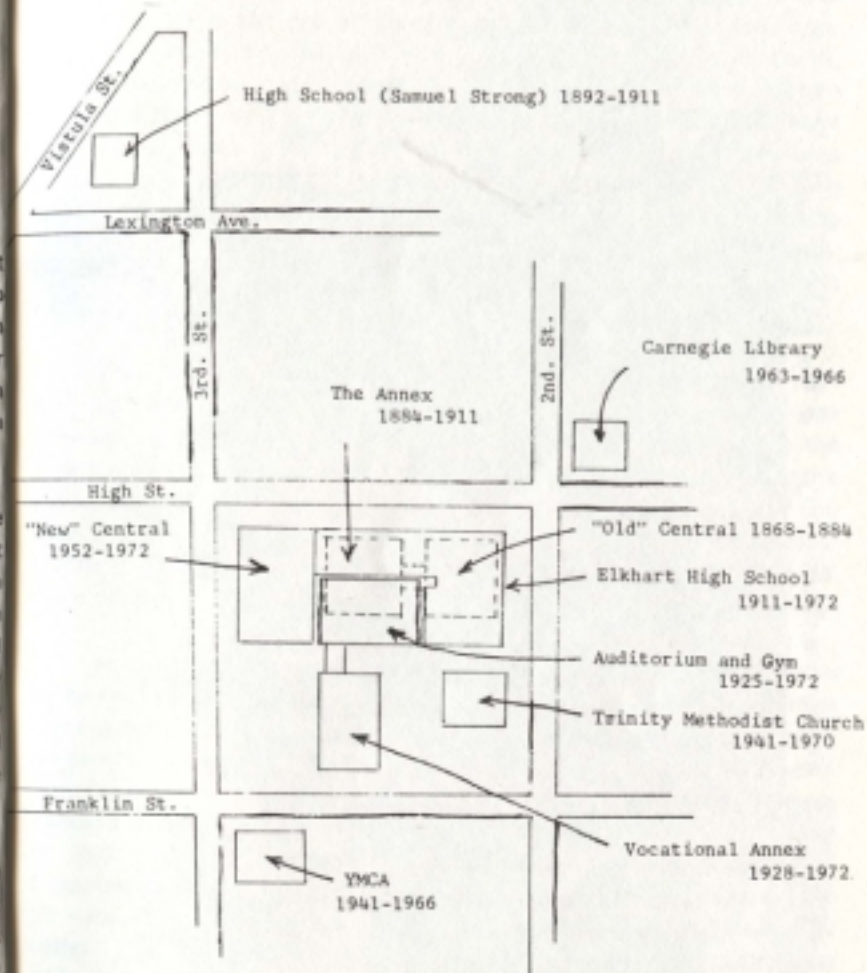 Vistula St.
High School (Samuel Strong) 1892-1911
Lexington Ave.
3rd. St.
2nd. St.
Carnegie Library
1963-1966
The Annex
1884-1911
High St.
"New" Central
1952-1972
"Old" Central 1868-1884
Elkhart High School
1911-1972
Auditorium and Gym
1925-1972
Trinity Methodist Church
1941-1970
Franklin St.
Vocational Annex
1928-1972.
YMCA
1941-1966